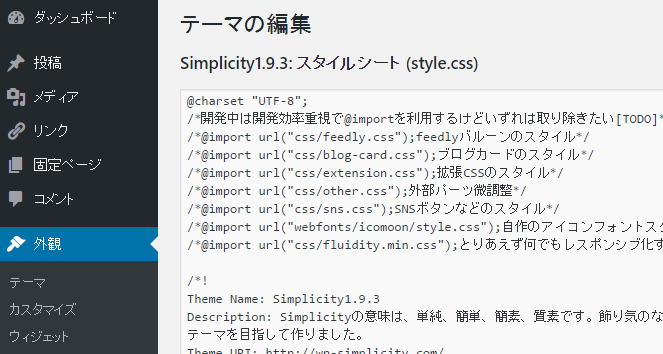 ダッシュボード
投稿
メディア
リンク
固定ページ
コメント
外観
テーマ
カスタマイズ
ウィジェット
テーマの編集
Simplicity1.9.3: スタイルシート (style.css)
@charset "UTF-8";
/*開発中は開発効率重視で@importを利用するけどいずれは取り除きたい[TODO]*
/*@import url("css/feedly.css");feedlyバルーンのスタイル*/
/*@import url("css/blog-card.css");ブログカードのスタイル*/
/*@import url("css/extension.css");拡張CSSのスタイル*/
/*@import url("css/other.css");外部パーツ微調整*/
/*@import url("css/sns.css");SNSボタンなどのスタイル*/
/*@import url("webfonts/icomoon/style.css");自作のアイコンフォントスタ
/*@import url("css/fluidity.min.css");とりあえず何でもレスポンシブ化す
/*!
Theme Name: Simplicity1.9.3
Description: Simplicityの意味は、単純、簡単、簡素、質素です。飾り気のな
テーマを目指して作りました。
Theme URI: http://wp-simplicity.com/